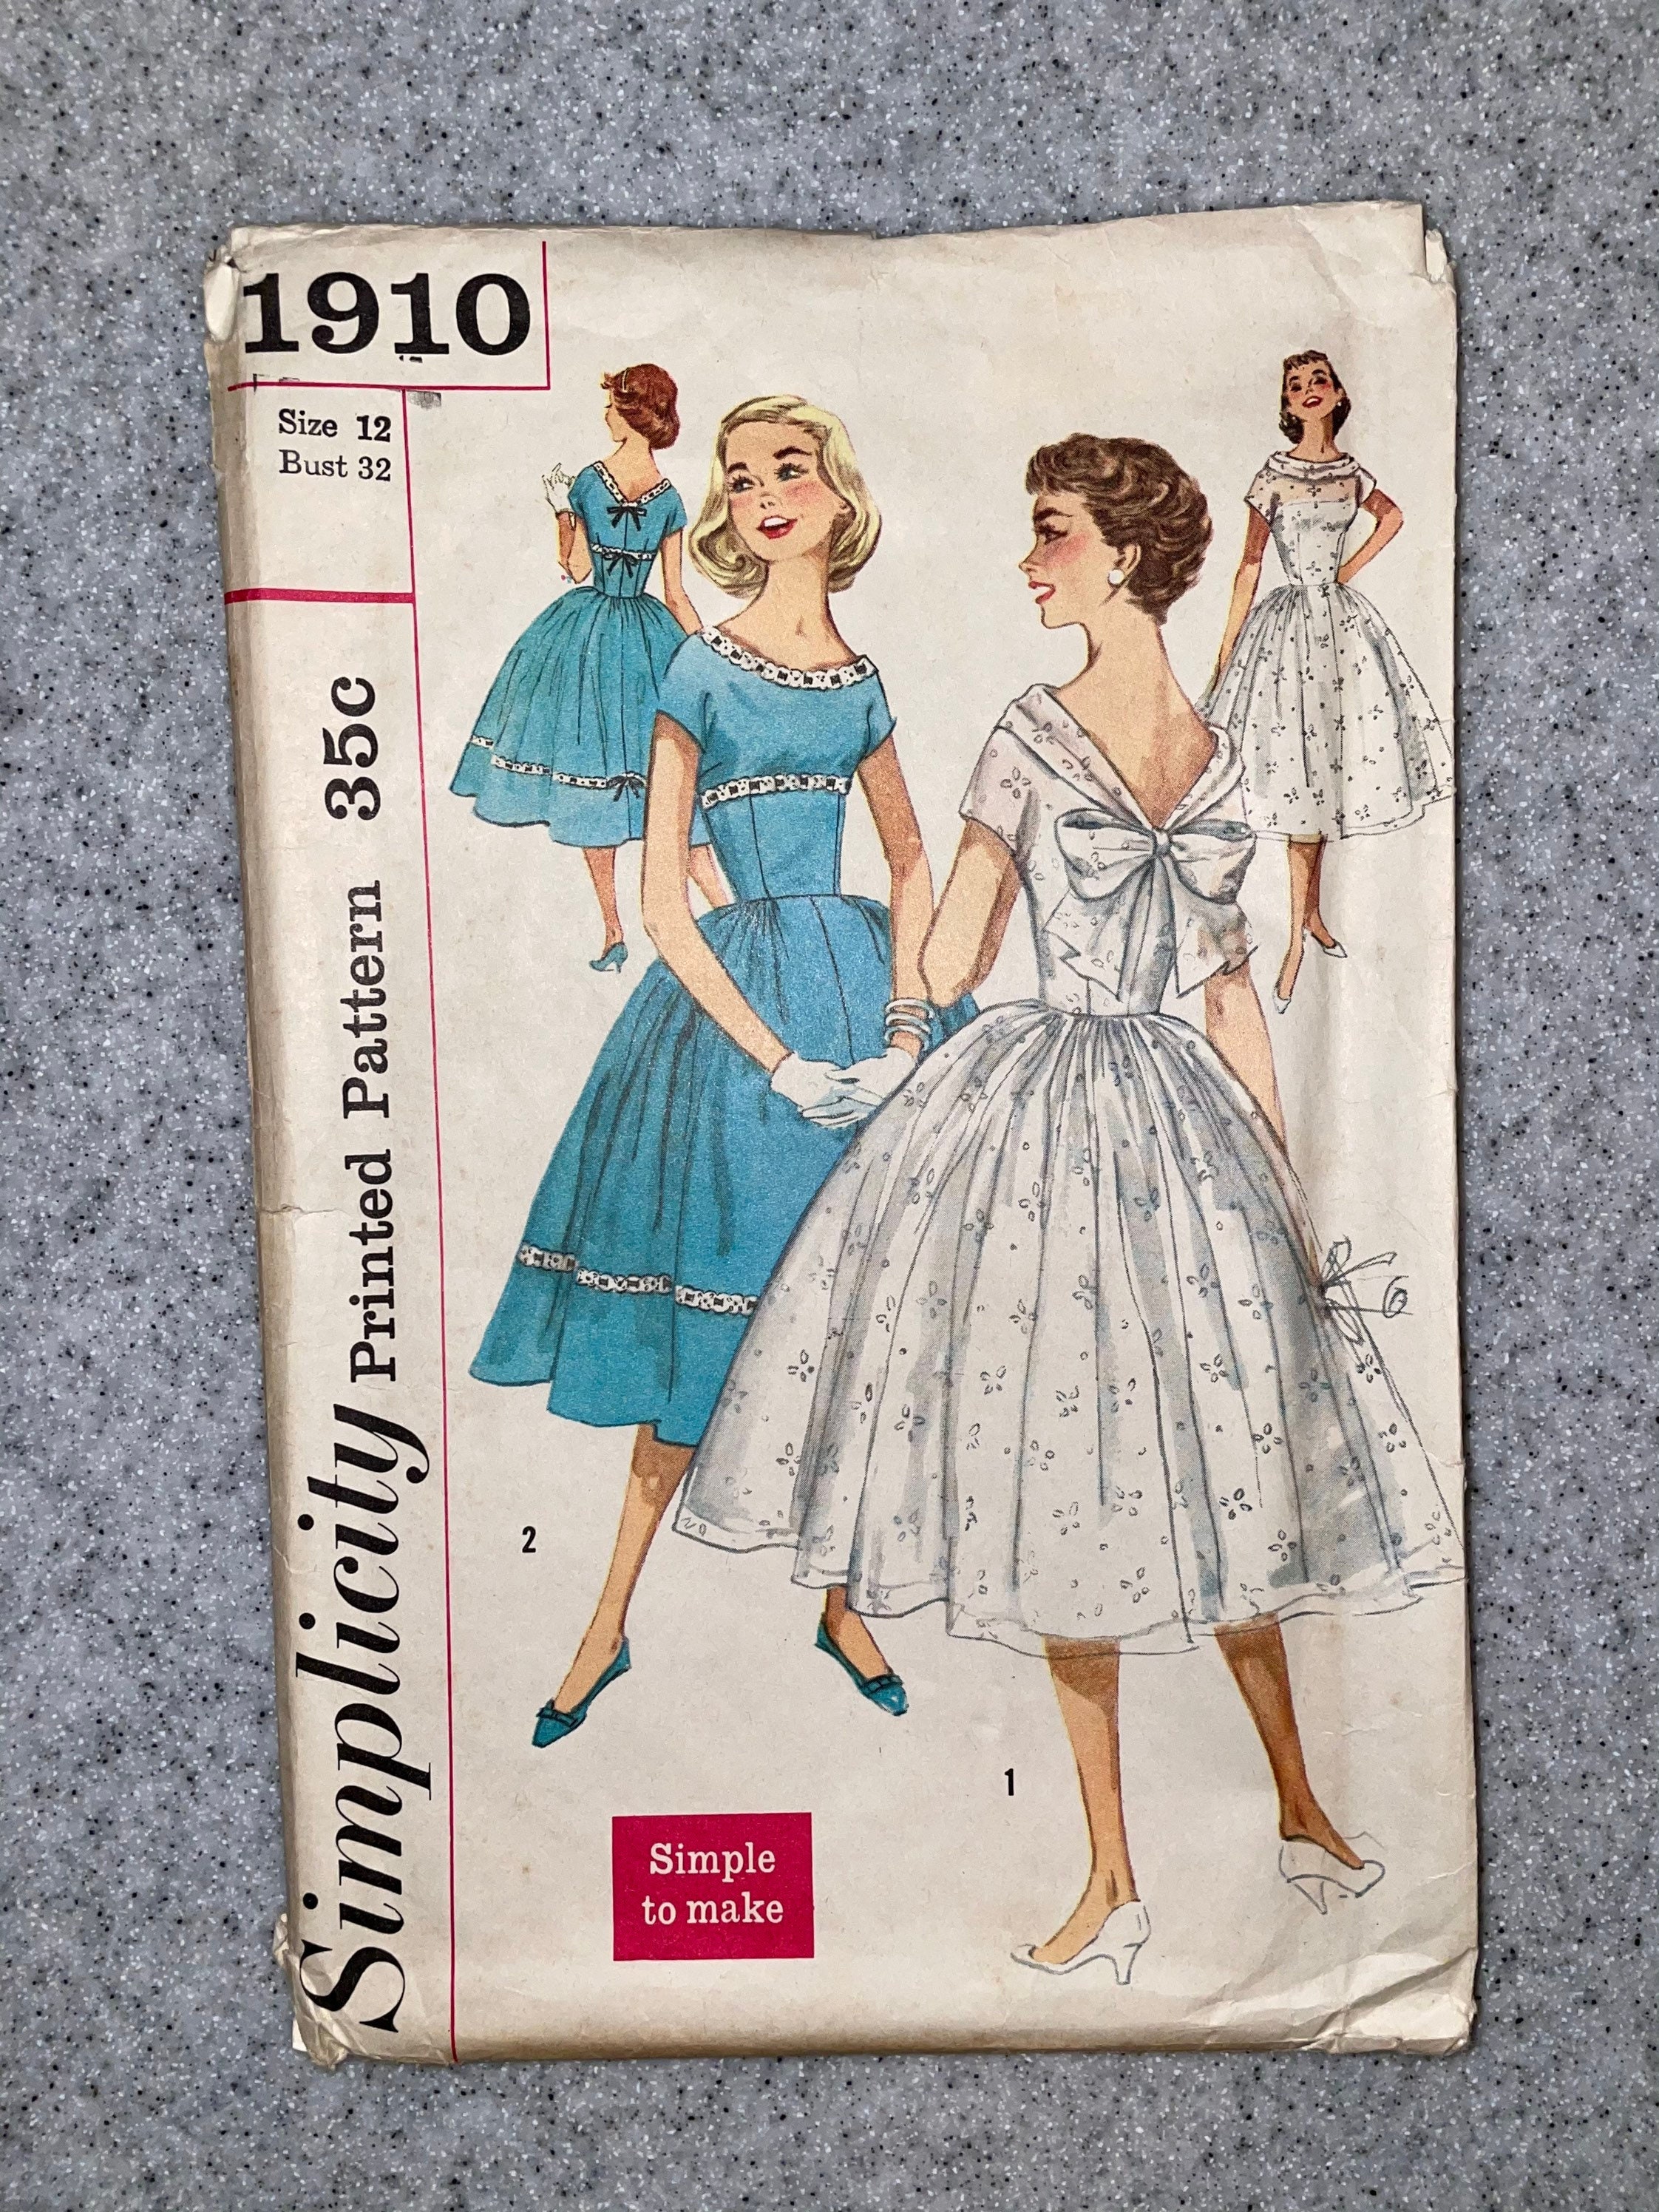 1910
Size 12
Bust 32
Simplicity Printed Pattern 35c
2
1
Simple
to make